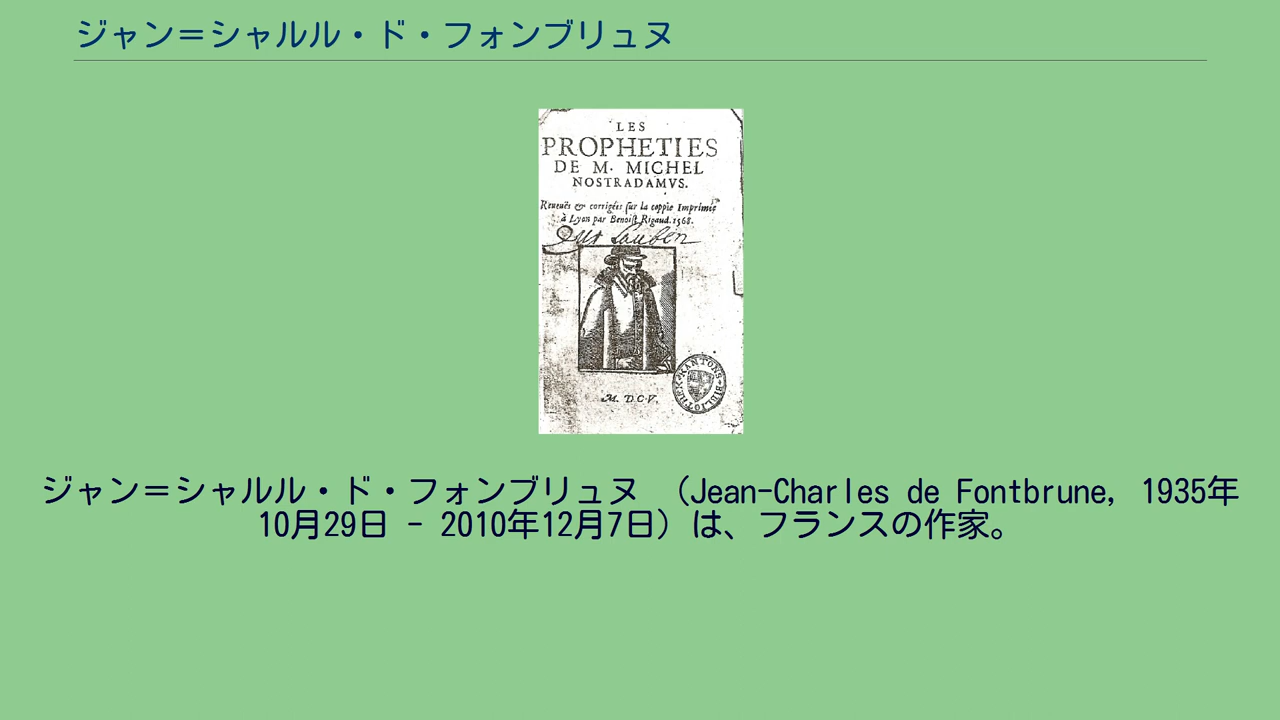 ジャン＝シャルル・ド・フォンブリュヌ
LES
PROPHETIES
DE M. MICHEL
NOSTRADAMVS.
Reueuës & corrigées sur la coppie Imprimée
à Lyon par Benoist Rigaud. 1568.
M. DCV.
ジャン＝シャルル・ド・フォンブリュヌ （Jean-Charles de Fontbrune, 1935年
10月29日 - 2010年12月7日）は、フランスの作家。